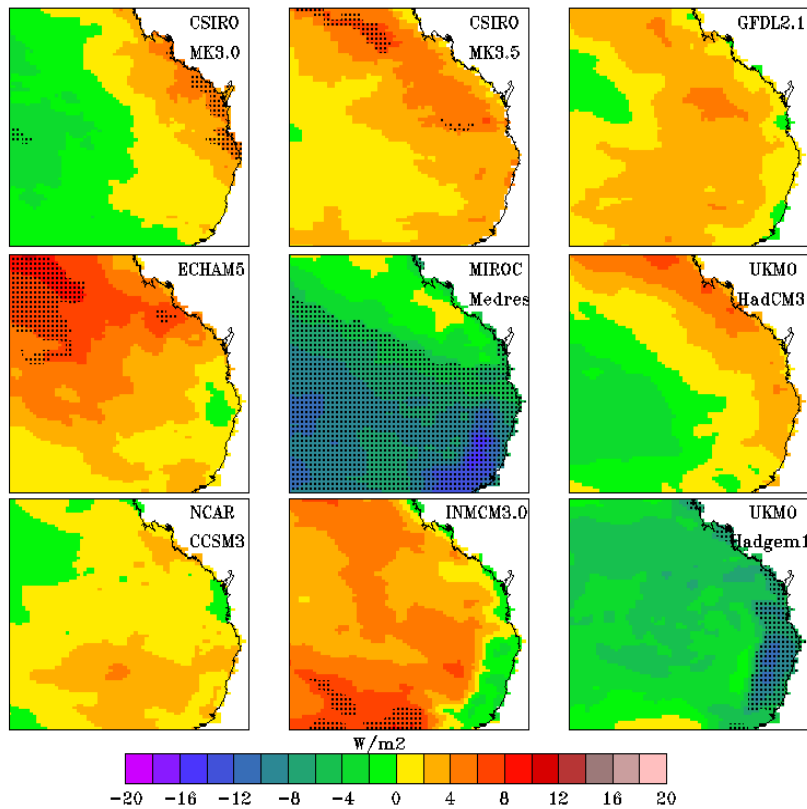 CSIRO
MK3.0
CSIRO
MK3.5
GFDL2.1
ECHAM5
MIROC
Medres
UKMO
HadCM3
NCAR
CCSM3
INMCM3.0
UKMO
Hadgem1
W/m2
-20 -16 -12 -8 -4 0 4 8 12 16 20